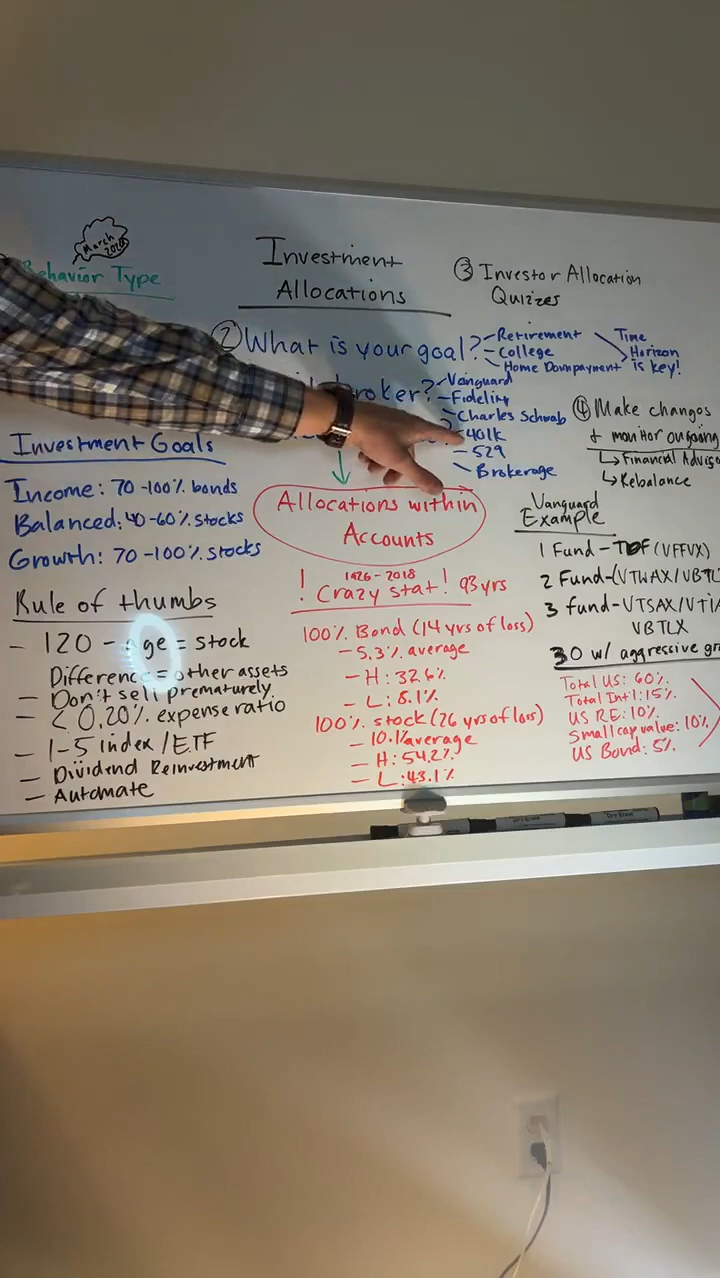 March
2020
Behavior Type
Investment
Allocations
③ Investor Allocation
Quizzes
② What is your goal?
- Retirement
- College
- Home Downpayment
Time
Horizon
is key!
broker?
- Vanguard
- Fidelity
- Charles Schwab
?
- 401k
- 529
- Brokerage
④ Make changes
+ monitor ongoing
↳ Financial Adviso
↳ Rebalance
Investment Goals
Income: 70-100% bonds
Balanced: 40-60% stocks
Growth: 70-100% stocks
Allocations within
Accounts
Rule of thumbs
- 120 - age = stock
Difference = other assets
- Don't sell prematurely
- < 0.20% expense ratio
- 1-5 index/ETF
- Dividend Reinvestment
- Automate
1926-2018
! Crazy stat! 93yrs
100% Bond (14 yrs of loss)
- 5.3% average
- H: 32.6%
- L: 8.1%
100% stock (26 yrs of loss)
- 10.1% average
- H: 54.2%
- L: 43.1%
Vanguard
Example
1 Fund - TDF (VFFVX)
2 Fund - (VTWAX/VBTL
3 fund - VTSAX/VTIA
VBTLX
30 w/ aggressive gr
Total US: 60%
Total Int'l: 15%
US RE: 10%
Small cap value: 10%
US Bond: 5%